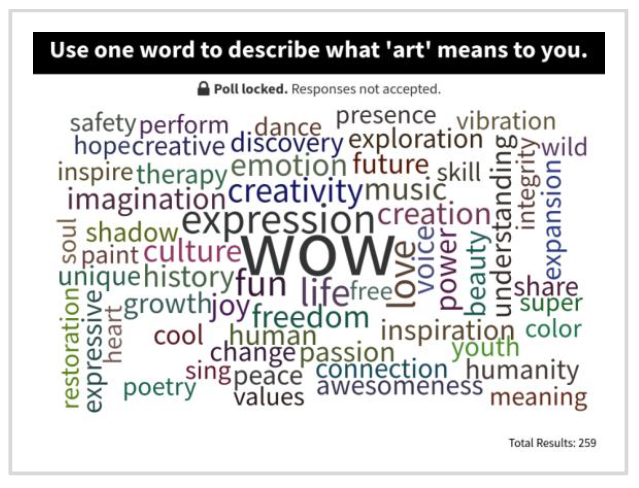 Use one word to describe what 'art' means to you.
Poll locked. Responses not accepted.
safety perform dance presence vibration
hope creative discovery exploration wild
inspire therapy emotion future skill understanding integrity
imagination creativity music expansion
expression creation
soul shadow wow love voice power beauty
paint culture
unique history fun life free share
restoration expressive heart growth joy freedom super
cool human inspiration color
change passion youth
sing peace connection humanity
poetry values awesomeness meaning
Total Results: 259